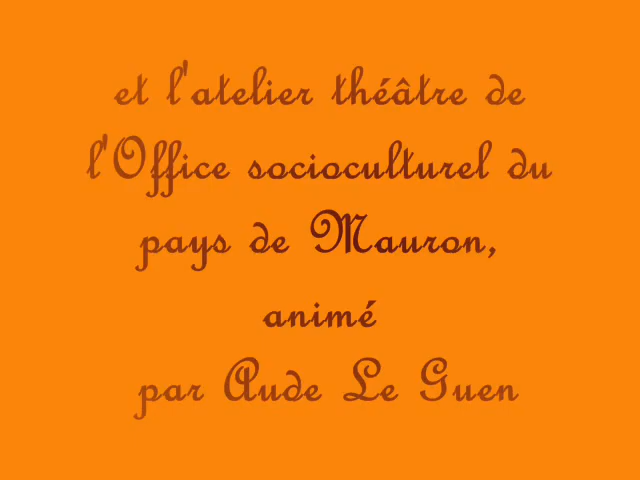 et l'atelier théâtre de
l'Office socioculturel du
pays de Mauron,
animé
par Aude Le Guen